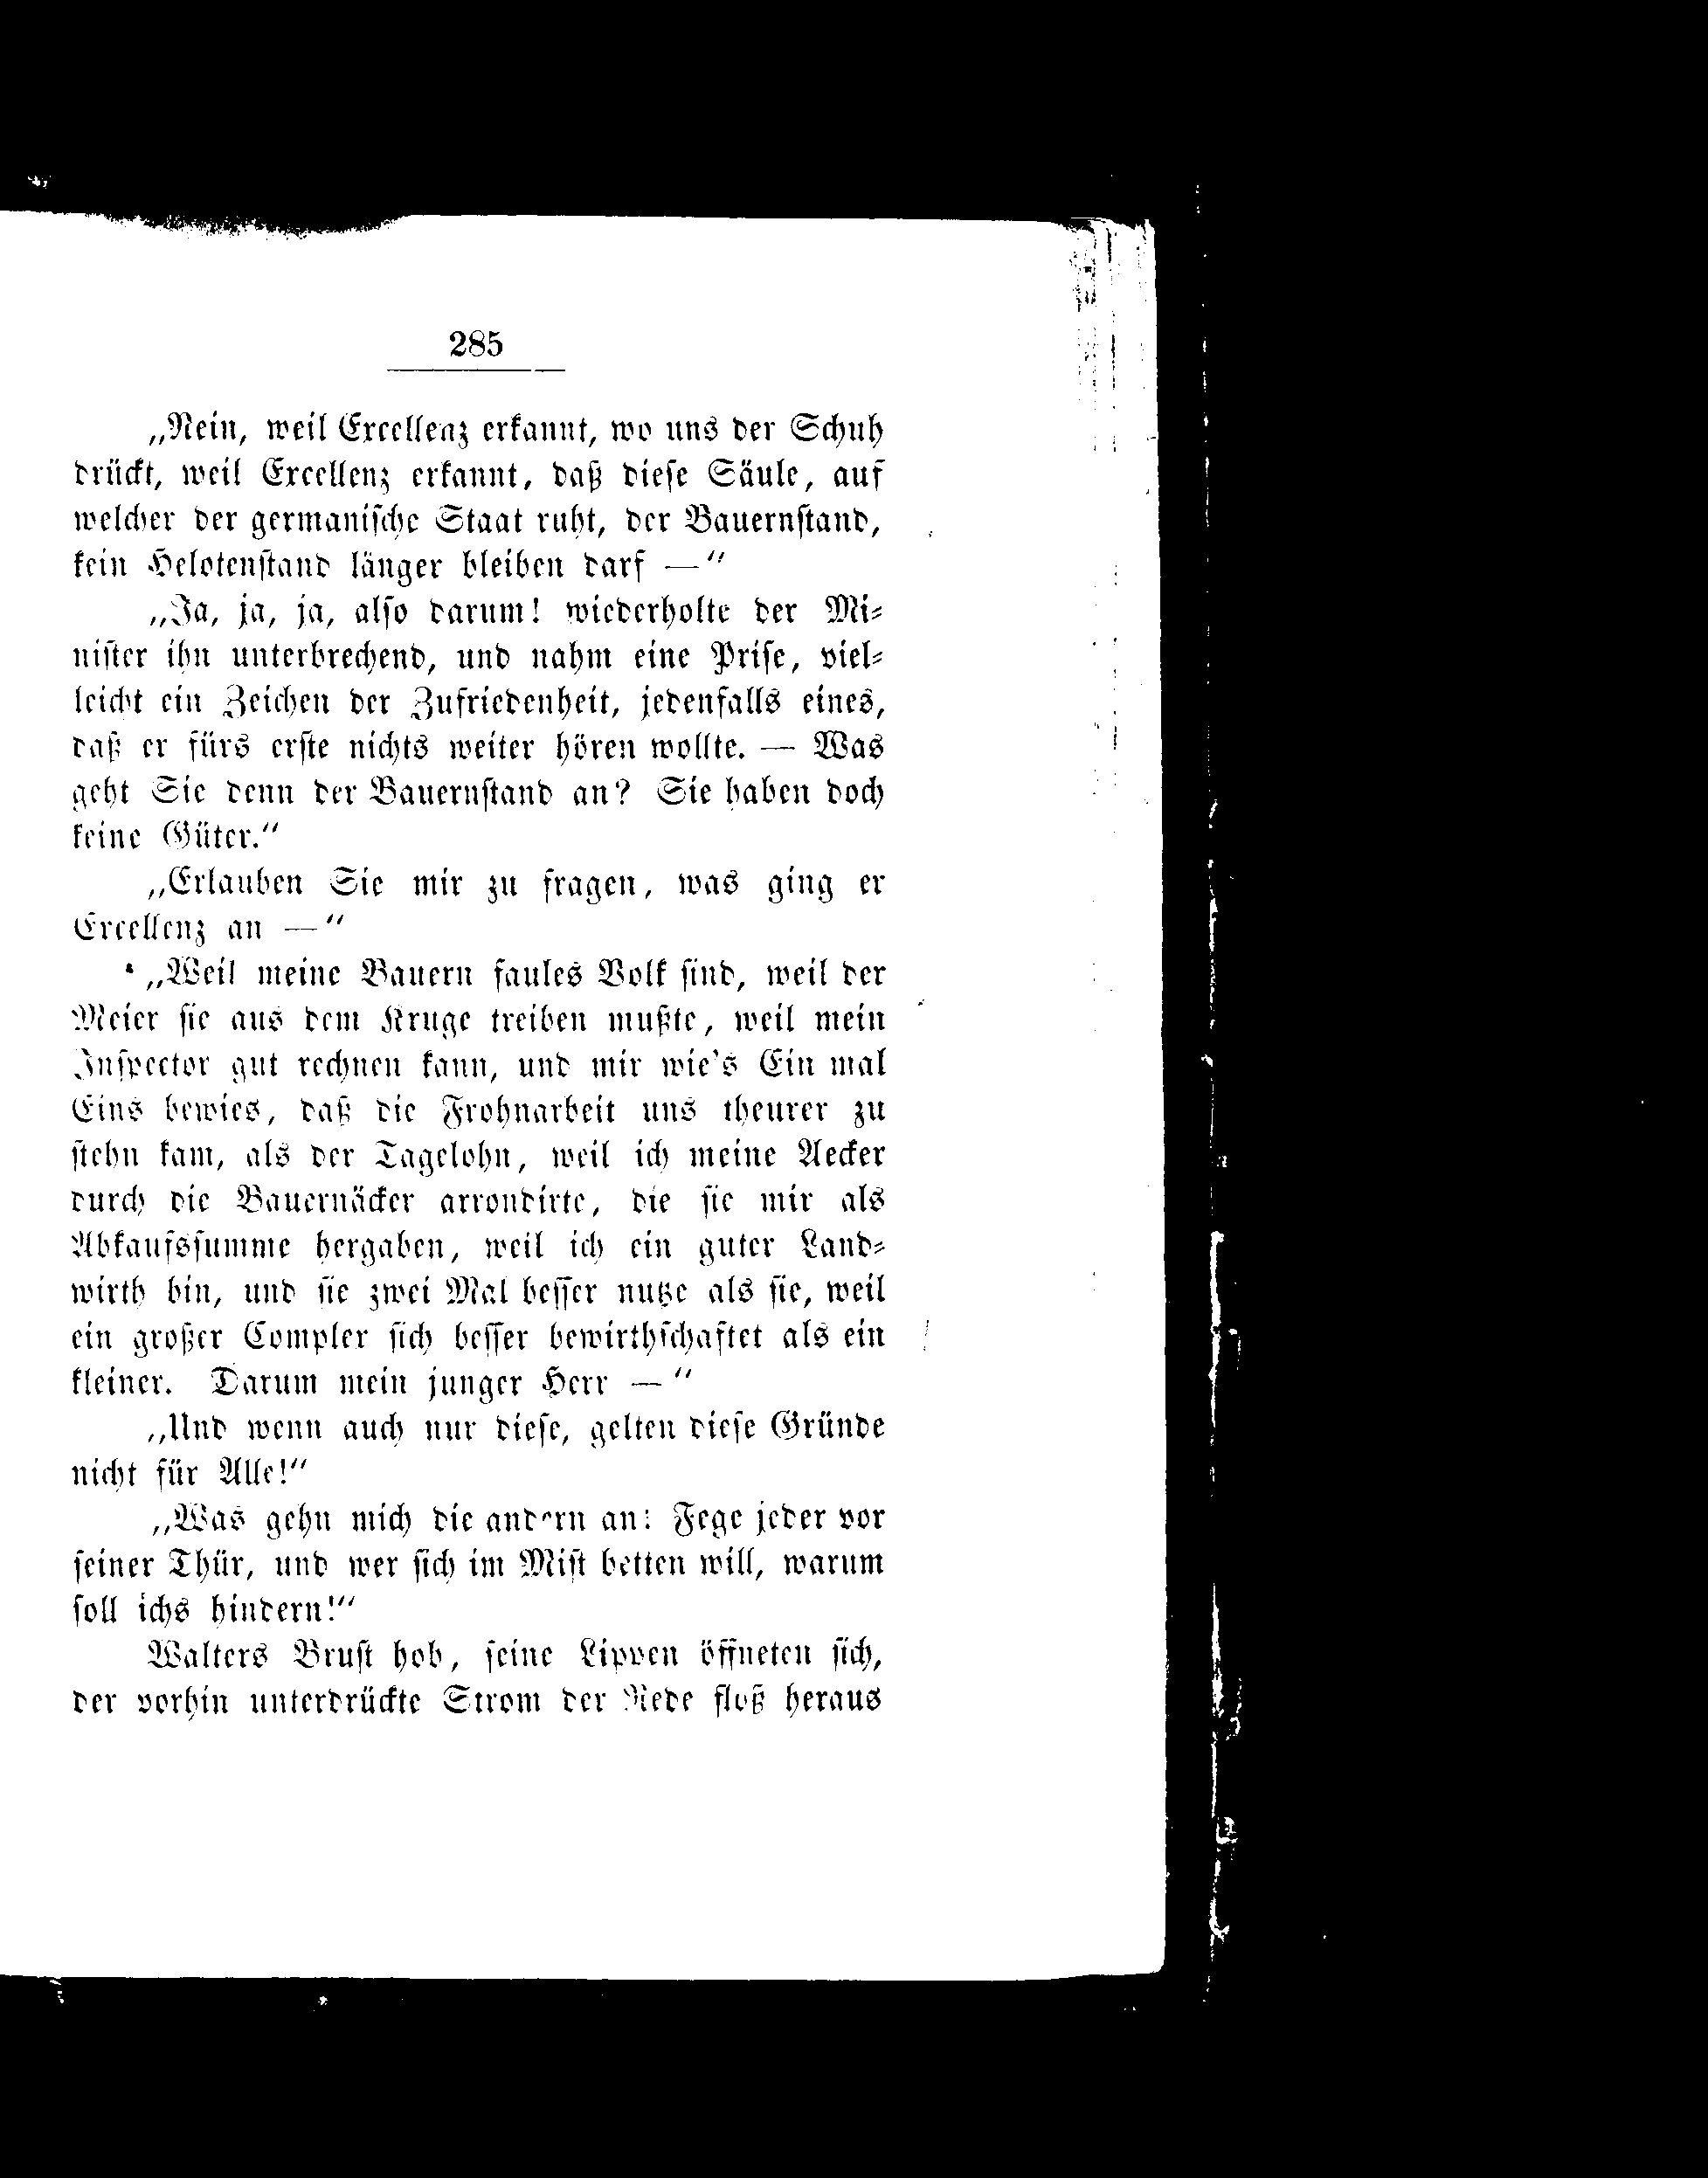 285
„Nein, weil Excellenz erkannt, wo uns der Schuh
drückt, weil Excellenz erkannt, daß dieſe Säule, auf
welcher der germaniſche Staat ruht, der Bauernſtand,
kein Helotenſtand länger bleiben darf —“
„Ja, ja, ja, alſo darum! wiederholte der Mi⸗
niſter ihn unterbrechend, und nahm eine Priſe, viel⸗
leicht ein Zeichen der Zufriedenheit, jedenfalls eines,
daß er fürs erſte nichts weiter hören wollte. — Was
geht Sie denn der Bauernſtand an? Sie haben doch
keine Güter.“
„Erlauben Sie mir zu fragen, was ging er
Excellenz an —“
„Weil meine Bauern faules Volk ſind, weil der
Meier ſie aus dem Kruge treiben mußte, weil mein
Inſpector gut rechnen kann, und mir wie's Ein mal
Eins bewies, daß die Frohnarbeit uns theurer zu
ſtehn kam, als der Tagelohn, weil ich meine Aecker
durch die Bauernäcker arrondirte, die ſie mir als
Abkaufsſumme hergaben, weil ich ein guter Land⸗
wirth bin, und ſie zwei Mal beſſer nutze als ſie, weil
ein großer Complex ſich beſſer bewirthſchaftet als ein
kleiner. Darum mein junger Herr —“
„Und wenn auch nur dieſe, gelten dieſe Gründe
nicht für Alle!“
„Was gehn mich die andern an! Fege jeder vor
ſeiner Thür, und wer ſich im Miſt betten will, warum
ſoll ichs hindern!“
Walters Bruſt hob, ſeine Lippen öffneten ſich,
der vorhin unterdrückte Strom der Rede floß heraus